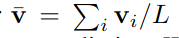 v̄ = ∑ᵢ vᵢ/L